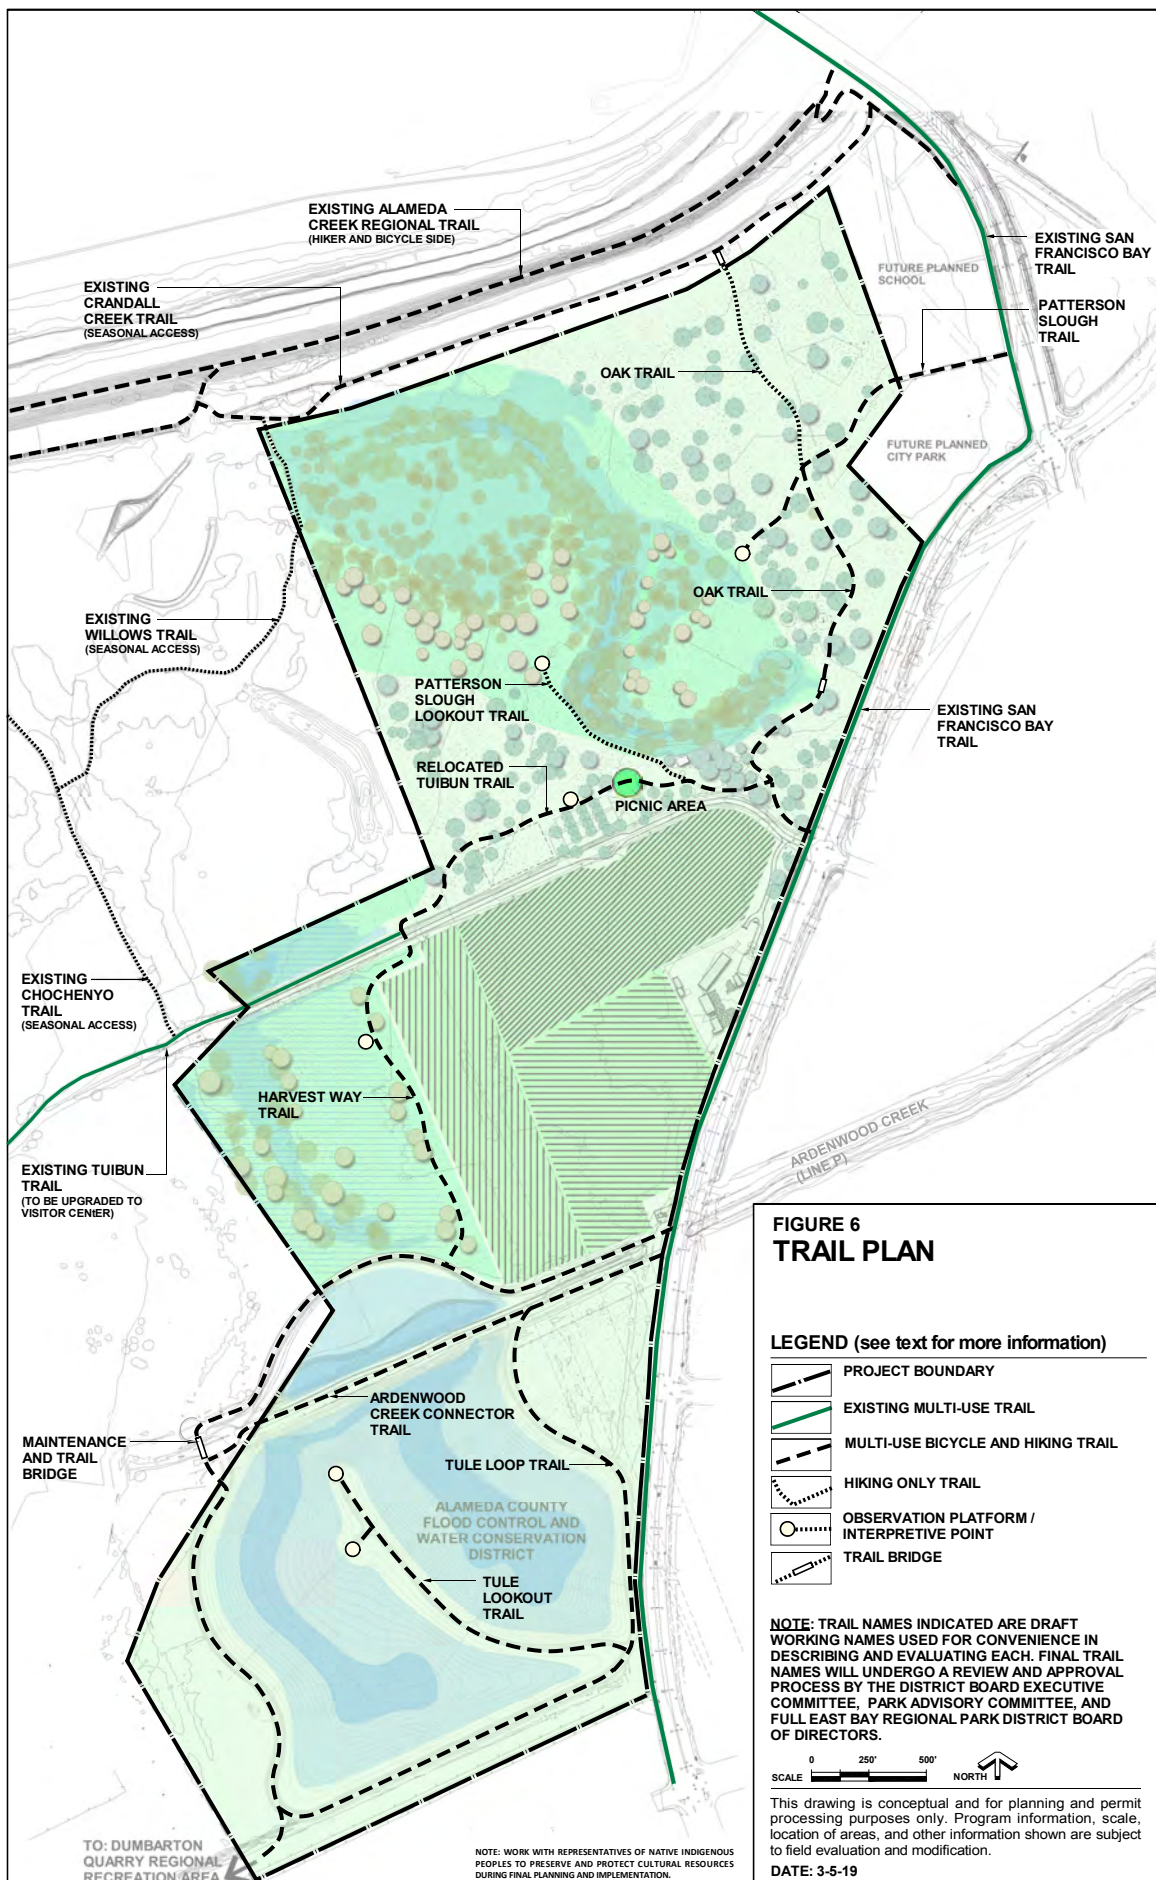 EXISTING ALAMEDA
CREEK REGIONAL TRAIL
(HIKER AND BICYCLE SIDE)
EXISTING SAN
FRANCISCO BAY
TRAIL
FUTURE PLANNED
SCHOOL
EXISTING
CRANDALL
CREEK TRAIL
(SEASONAL ACCESS)
PATTERSON
SLOUGH
TRAIL
OAK TRAIL
FUTURE PLANNED
CITY PARK
OAK TRAIL
EXISTING
WILLOWS TRAIL
(SEASONAL ACCESS)
PATTERSON
SLOUGH
LOOKOUT TRAIL
EXISTING SAN
FRANCISCO BAY
TRAIL
RELOCATED
TUIBUN TRAIL
PICNIC AREA
EXISTING
CHOCHENYO
TRAIL
(SEASONAL ACCESS)
HARVEST WAY
TRAIL
ARDENWOOD CREEK
(LINE P)
EXISTING TUIBUN
TRAIL
(TO BE UPGRADED TO
VISITOR CENtER)
ARDENWOOD
CREEK CONNECTOR
TRAIL
MAINTENANCE
AND TRAIL
BRIDGE
TULE LOOP TRAIL
ALAMEDA COUNTY
FLOOD CONTROL AND
WATER CONSERVATION
DISTRICT
TULE
LOOKOUT
TRAIL
TO: DUMBARTON
QUARRY REGIONAL
RECREATION AREA
NOTE: WORK WITH REPRESENTATIVES OF NATIVE INDIGENOUS
PEOPLES TO PRESERVE AND PROTECT CULTURAL RESOURCES
DURING FINAL PLANNING AND IMPLEMENTATION.
FIGURE 6
TRAIL PLAN
LEGEND (see text for more information)
PROJECT BOUNDARY
EXISTING MULTI-USE TRAIL
MULTI-USE BICYCLE AND HIKING TRAIL
HIKING ONLY TRAIL
OBSERVATION PLATFORM /
INTERPRETIVE POINT
TRAIL BRIDGE
NOTE: TRAIL NAMES INDICATED ARE DRAFT
WORKING NAMES USED FOR CONVENIENCE IN
DESCRIBING AND EVALUATING EACH. FINAL TRAIL
NAMES WILL UNDERGO A REVIEW AND APPROVAL
PROCESS BY THE DISTRICT BOARD EXECUTIVE
COMMITTEE, PARK ADVISORY COMMITTEE, AND
FULL EAST BAY REGIONAL PARK DISTRICT BOARD
OF DIRECTORS.
0 250' 500'
SCALE NORTH
This drawing is conceptual and for planning and permit
processing purposes only. Program information, scale,
location of areas, and other information shown are subject
to field evaluation and modification.
DATE: 3-5-19